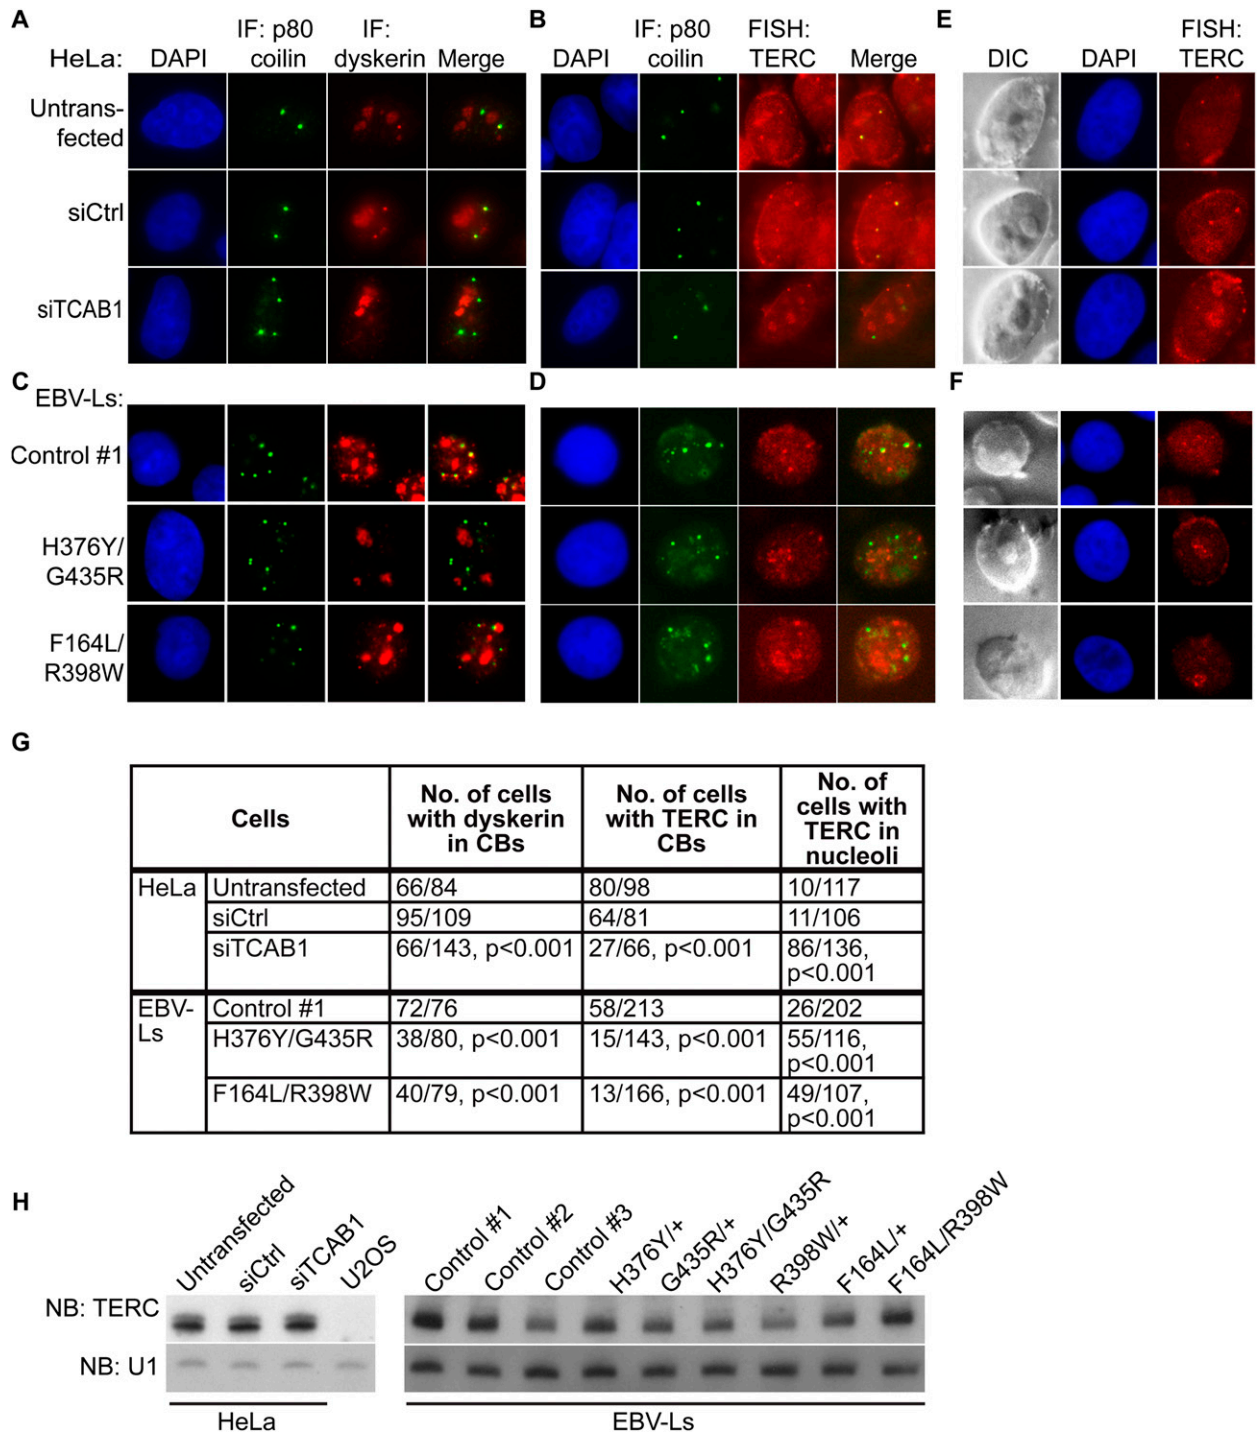 A
IF: p80 IF:
HeLa: DAPI coilin dyskerin Merge
Untrans-
fected
siCtrl
siTCAB1
B
IF: p80 FISH:
DAPI coilin TERC Merge
E
FISH:
DIC DAPI TERC
C
EBV-Ls:
Control #1
H376Y/
G435R
F164L/
R398W
D
F
G
Cells No. of cells with dyskerin in CBs No. of cells with TERC in CBs No. of cells with TERC in nucleoli
HeLa Untransfected 66/84 80/98 10/117
siCtrl 95/109 64/81 11/106
siTCAB1 66/143, p<0.001 27/66, p<0.001 86/136, p<0.001
EBV-Ls Control #1 72/76 58/213 26/202
H376Y/G435R 38/80, p<0.001 15/143, p<0.001 55/116, p<0.001
F164L/R398W 40/79, p<0.001 13/166, p<0.001 49/107, p<0.001
H
Untransfected
siCtrl
siTCAB1
U2OS
Control #1
Control #2
Control #3
H376Y/+
G435R/+
H376Y/G435R
R398W/+
F164L/+
F164L/R398W
NB: TERC
NB: U1
HeLa
EBV-Ls